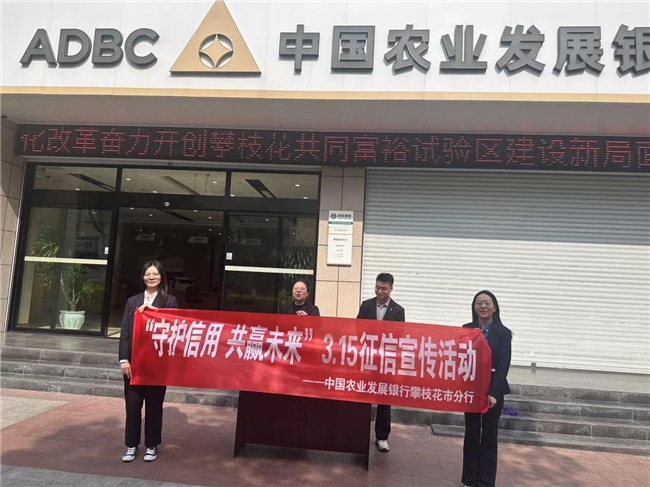 ADBC 中国农业发展银
化改革奋力开创攀枝花共同富裕试验区建设新局面
“守护信用 共赢未来” 3.15征信宣传活动
——中国农业发展银行攀枝花市分行